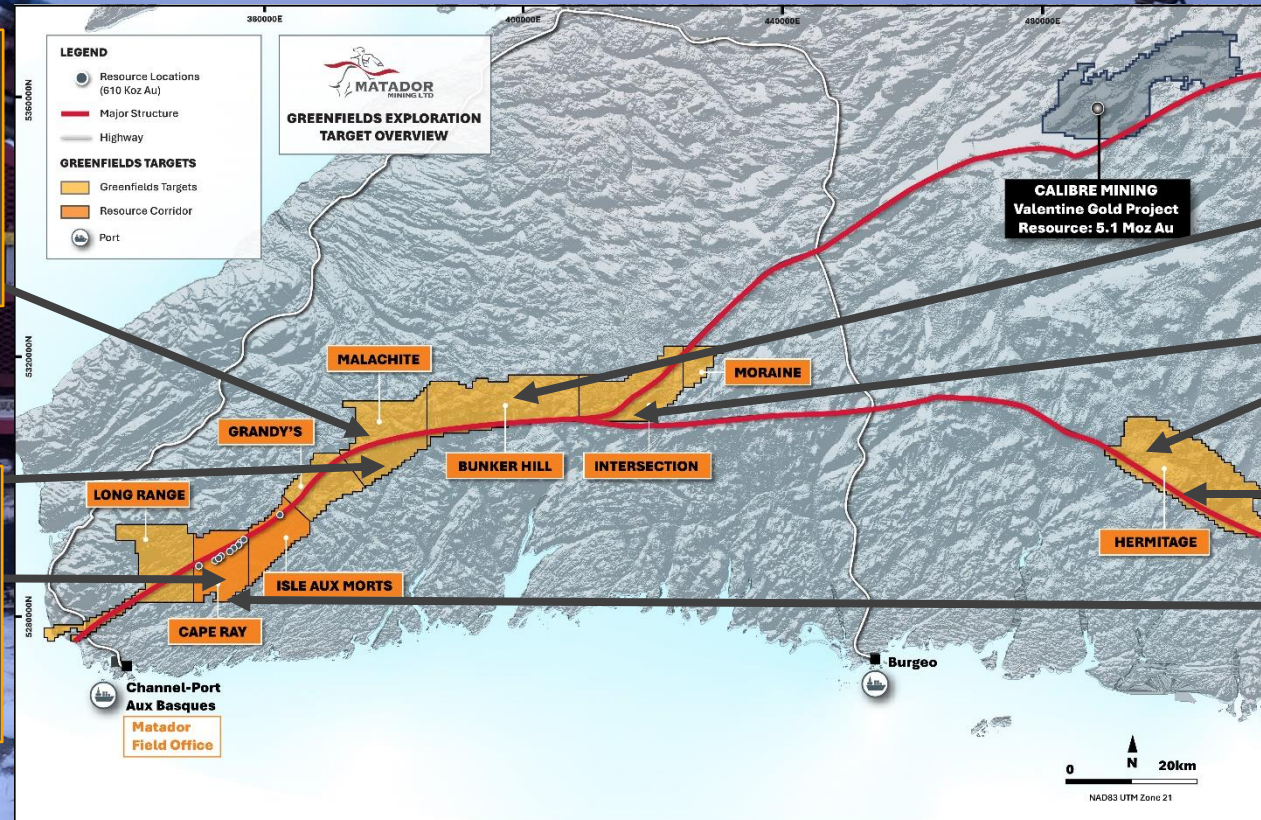 380000E
400000E
440000E
480000E
5360000N
5320000N
5280000N
LEGEND
Resource Locations
(610 Koz Au)
Major Structure
Highway
GREENFIELDS TARGETS
Greenfields Targets
Resource Corridor
Port
MATADOR
MINING LTD
GREENFIELDS EXPLORATION
TARGET OVERVIEW
CALIBRE MINING
Valentine Gold Project
Resource: 5.1 Moz Au
MALACHITE
MORAINE
GRANDY'S
BUNKER HILL
INTERSECTION
LONG RANGE
HERMITAGE
ISLE AUX MORTS
CAPE RAY
Channel-Port
Aux Basques
Matador
Field Office
Burgeo
N
0
20km
NAD83 UTM Zone 21